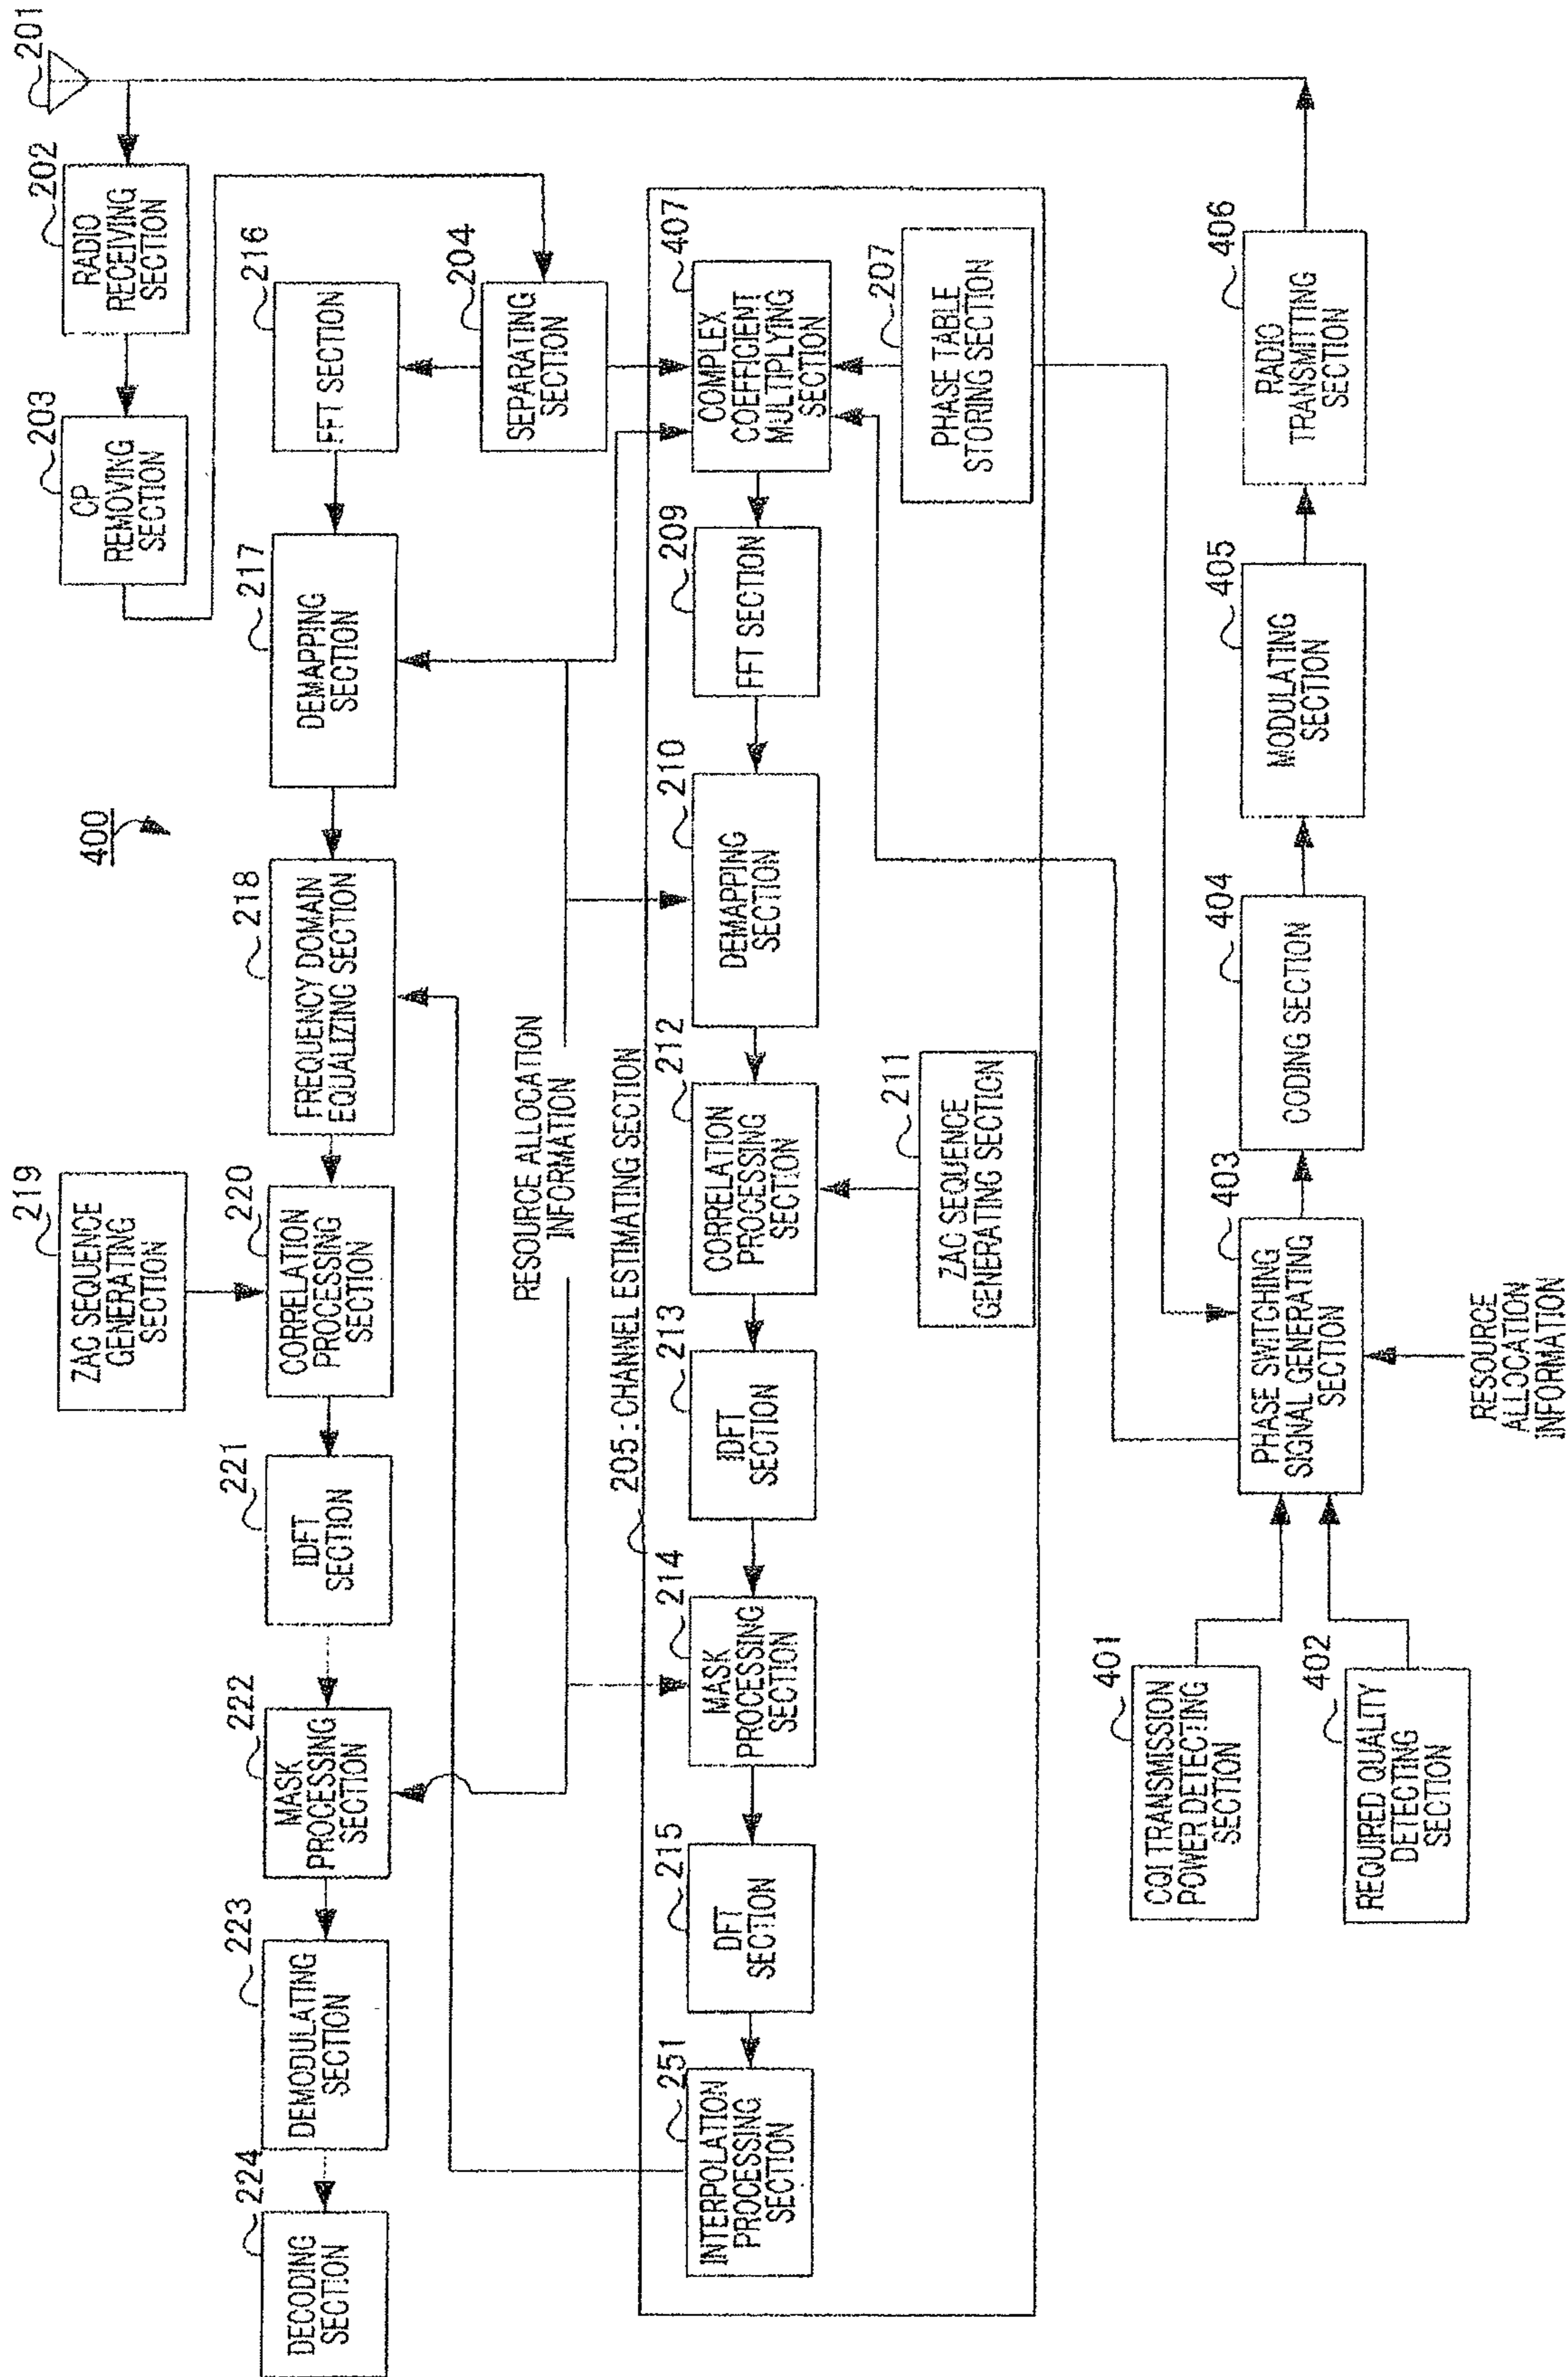 400
201
202
RADIO
RECEIVING
SECTION
203
CP
REMOVING
SECTION
204
SEPARATING
SECTION
216
FFT SECTION
217
DEMAPPING
SECTION
218
FREQUENCY DOMAIN
EQUALIZING SECTION
219
ZAC SEQUENCE
GENERATING
SECTION
220
CORRELATION
PROCESSING
SECTION
221
IDFT
SECTION
222
MASK
PROCESSING
SECTION
223
DEMODULATING
SECTION
224
DECODING
SECTION
RESOURCE ALLOCATION
INFORMATION
205 : CHANNEL ESTIMATING SECTION
407
COMPLEX
COEFFICIENT
MULTIPLYING
SECTION
207
PHASE TABLE
STORING SECTION
209
FFT SECTION
210
DEMAPPING
SECTION
211
ZAC SEQUENCE
GENERATING SECTION
212
CORRELATION
PROCESSING
SECTION
213
IDFT
SECTION
214
MASK
PROCESSING
SECTION
215
DFT
SECTION
251
INTERPOLATION
PROCESSING
SECTION
401
CQI TRANSMISSION
POWER DETECTING
SECTION
402
REQUIRED QUALITY
DETECTING
SECTION
403
PHASE SWITCHING
SIGNAL GENERATING
SECTION
RESOURCE
ALLOCATION
INFORMATION
404
CODING SECTION
405
MODULATING
SECTION
406
RADIO
TRANSMITTING
SECTION